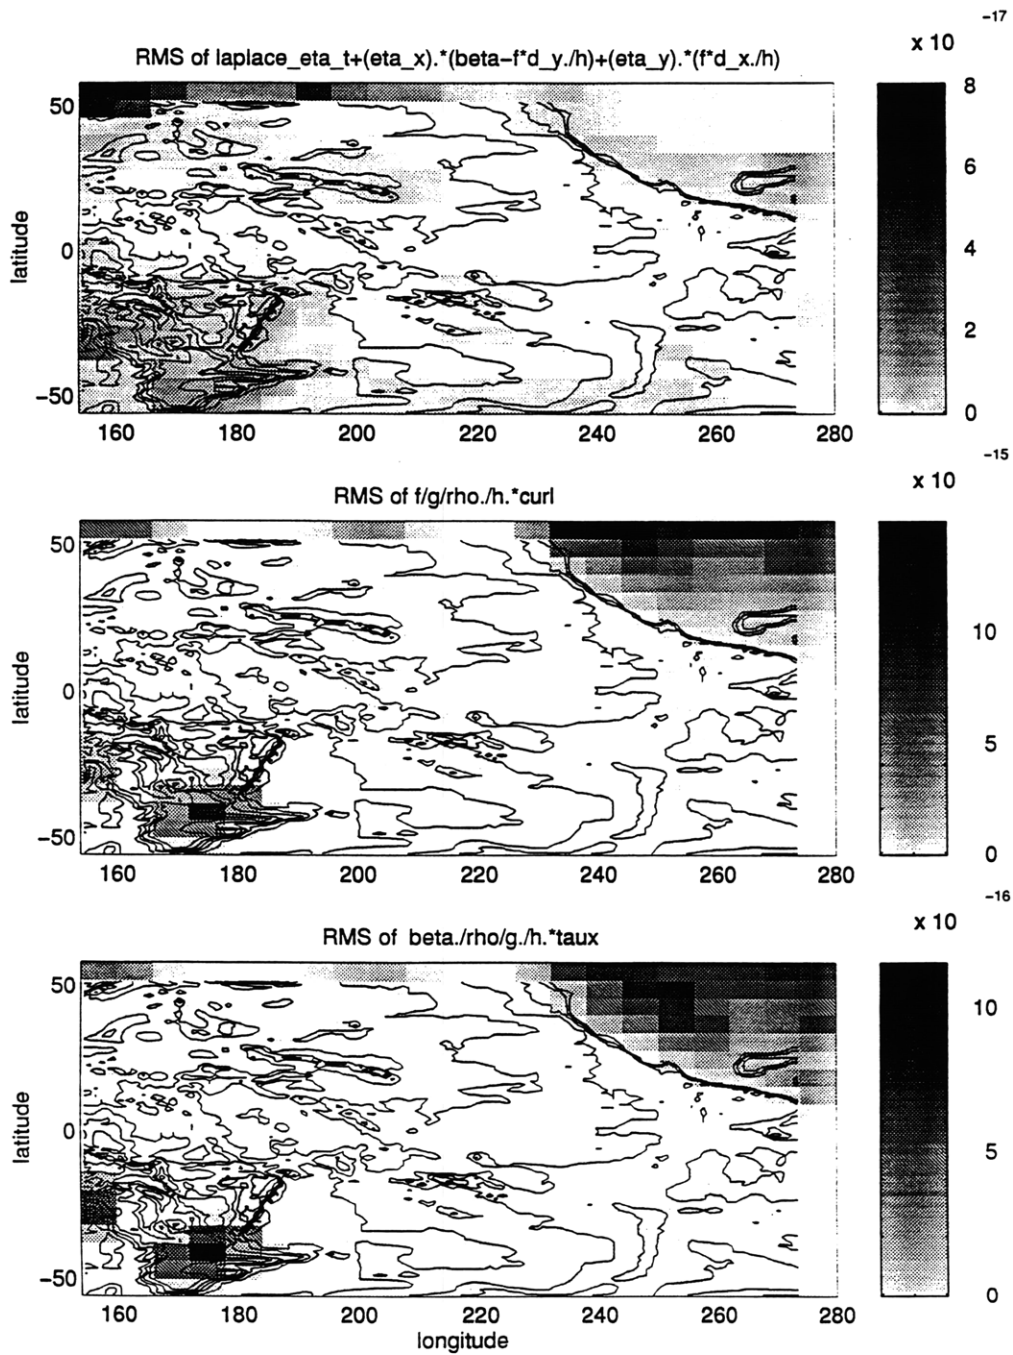 -17
x 10
RMS of laplace_eta_t+(eta_x).*(beta-f*d_y./h)+(eta_y).*(f*d_x./h)
50
0
-50
latitude
160 180 200 220 240 260 280
8
6
4
2
0
-15
x 10
RMS of f/g/rho./h.*curl
50
0
-50
latitude
160 180 200 220 240 260 280
10
5
0
-16
x 10
RMS of beta./rho/g./h.*taux
50
0
-50
latitude
160 180 200 220 240 260 280
longitude
10
5
0